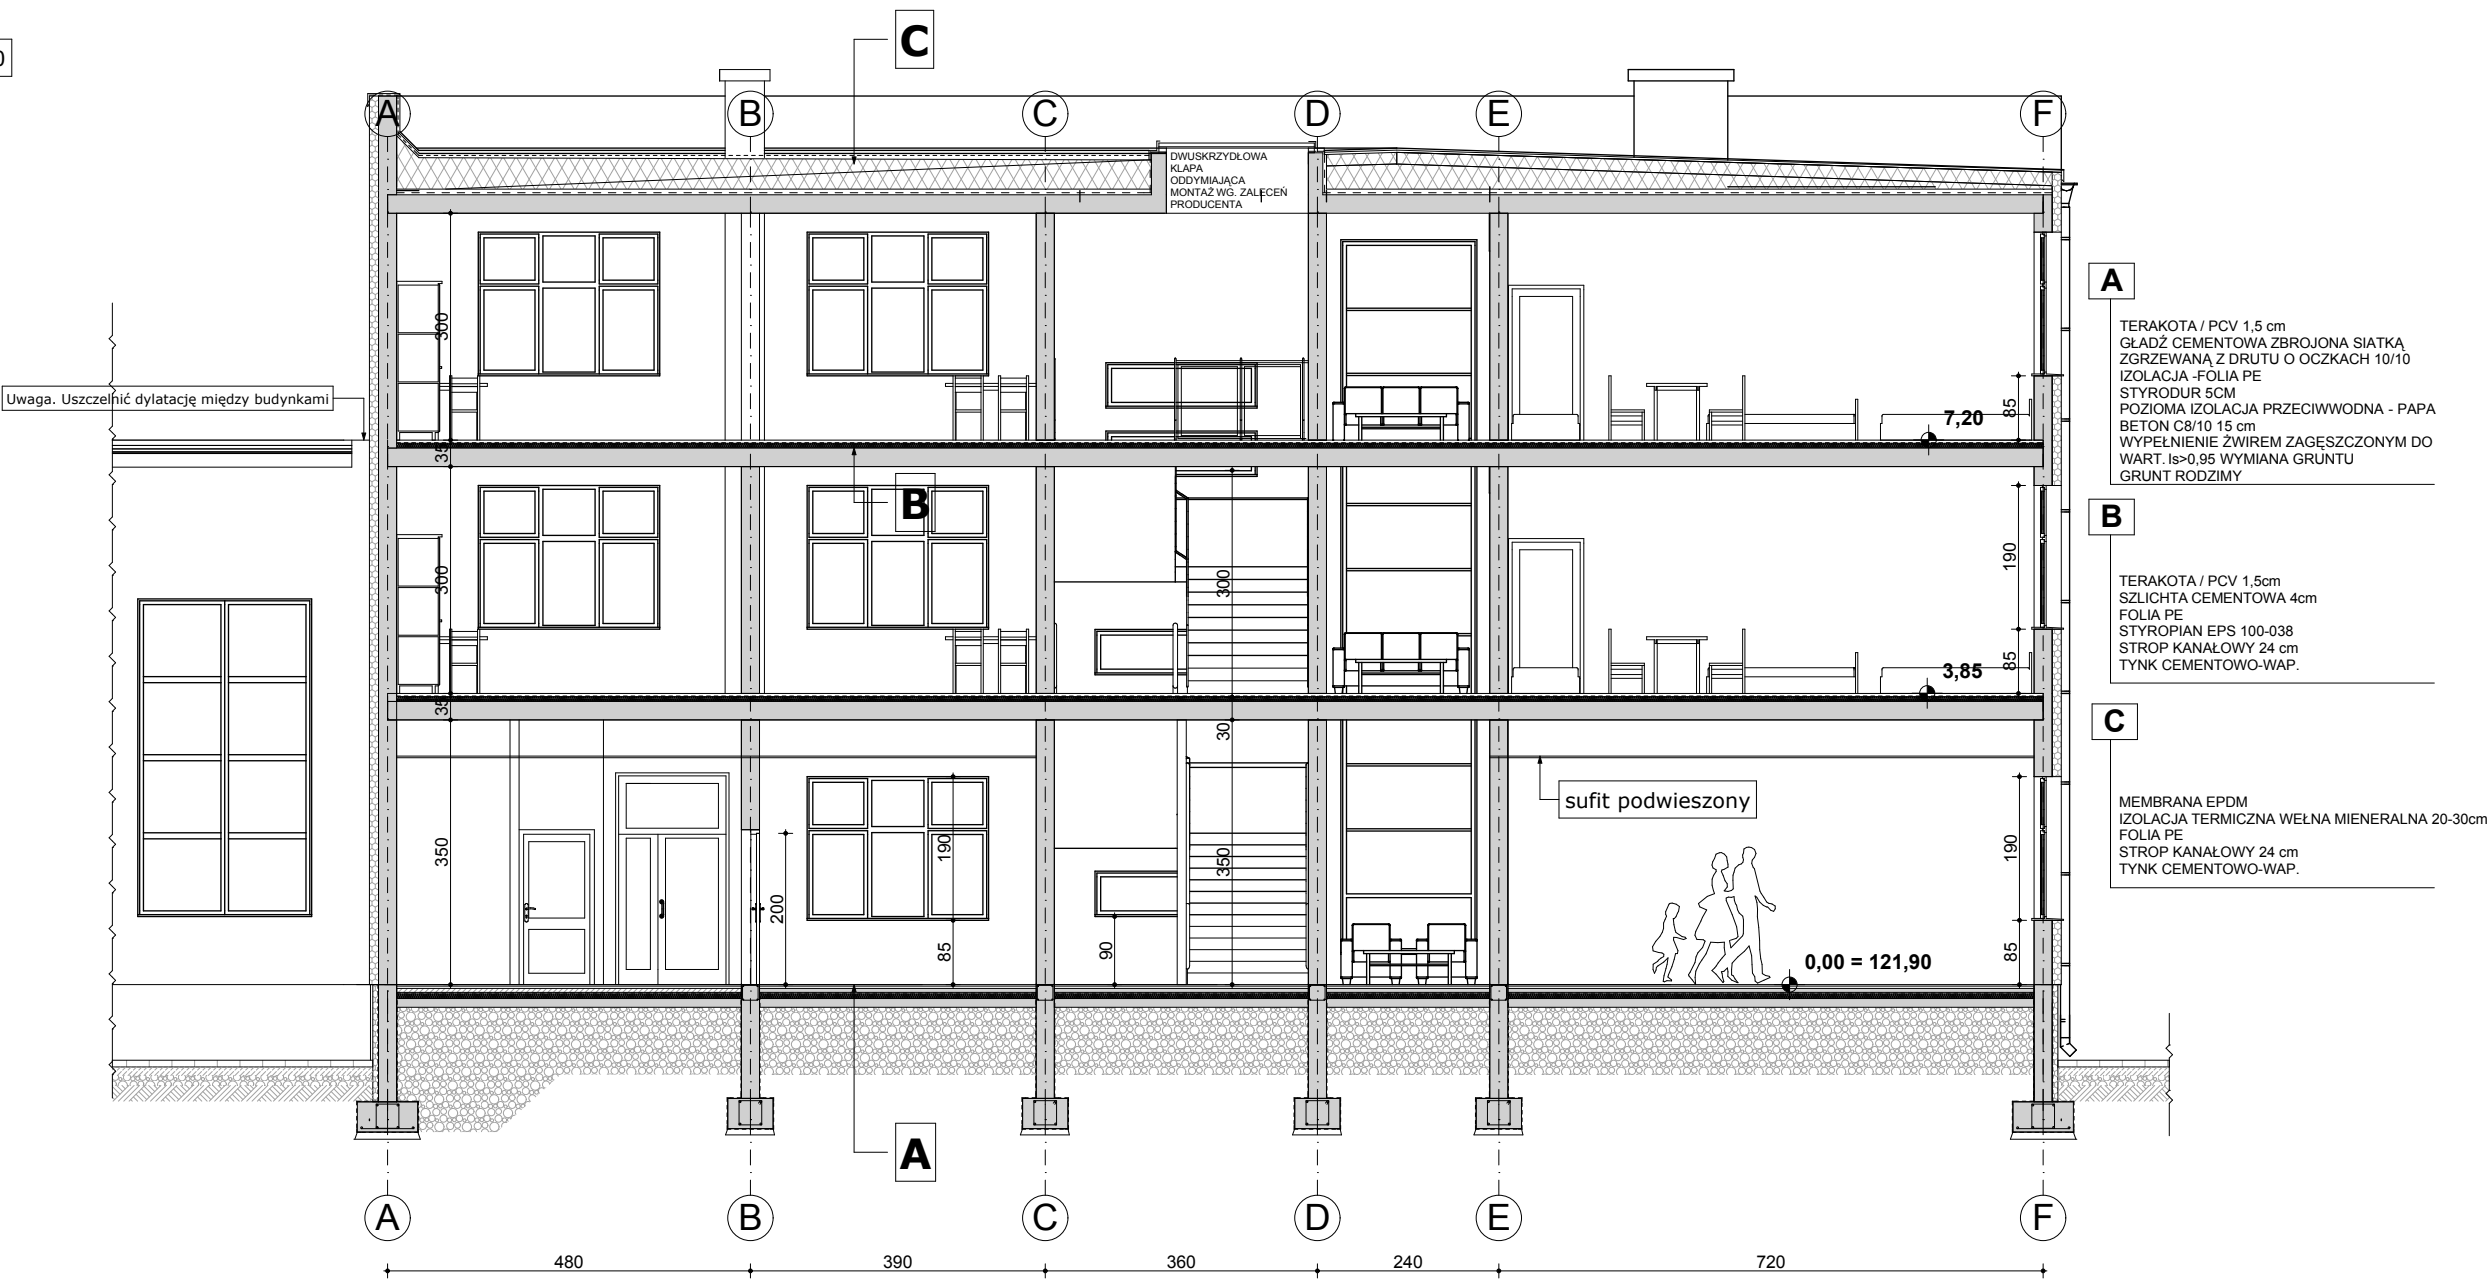 0
C
A
B
C
D
E
F
DWUSKRZYDŁOWA
KLAPA
ODDYMIAJĄCA
MONTAŻ WG. ZALECEŃ
PRODUCENTA
Uwaga. Uszczelnić dylatację między budynkami
300
35
300
35
350
B
200
190
85
90
300
30
350
sufit podwieszony
7,20
3,85
0,00 = 121,90
85
190
85
190
85
A
TERAKOTA / PCV 1,5 cm
GŁADŹ CEMENTOWA ZBROJONA SIATKĄ
ZGRZEWANĄ Z DRUTU O OCZKACH 10/10
IZOLACJA -FOLIA PE
STYRODUR 5CM
POZIOMA IZOLACJA PRZECIWWODNA - PAPA
BETON C8/10 15 cm
WYPEŁNIENIE ŻWIREM ZAGĘSZCZONYM DO
WART. Is>0,95 WYMIANA GRUNTU
GRUNT RODZIMY
B
TERAKOTA / PCV 1,5cm
SZLICHTA CEMENTOWA 4cm
FOLIA PE
STYROPIAN EPS 100-038
STROP KANAŁOWY 24 cm
TYNK CEMENTOWO-WAP.
C
MEMBRANA EPDM
IZOLACJA TERMICZNA WEŁNA MIENERALNA 20-30cm
FOLIA PE
STROP KANAŁOWY 24 cm
TYNK CEMENTOWO-WAP.
A
A
B
C
D
E
F
480
390
360
240
720